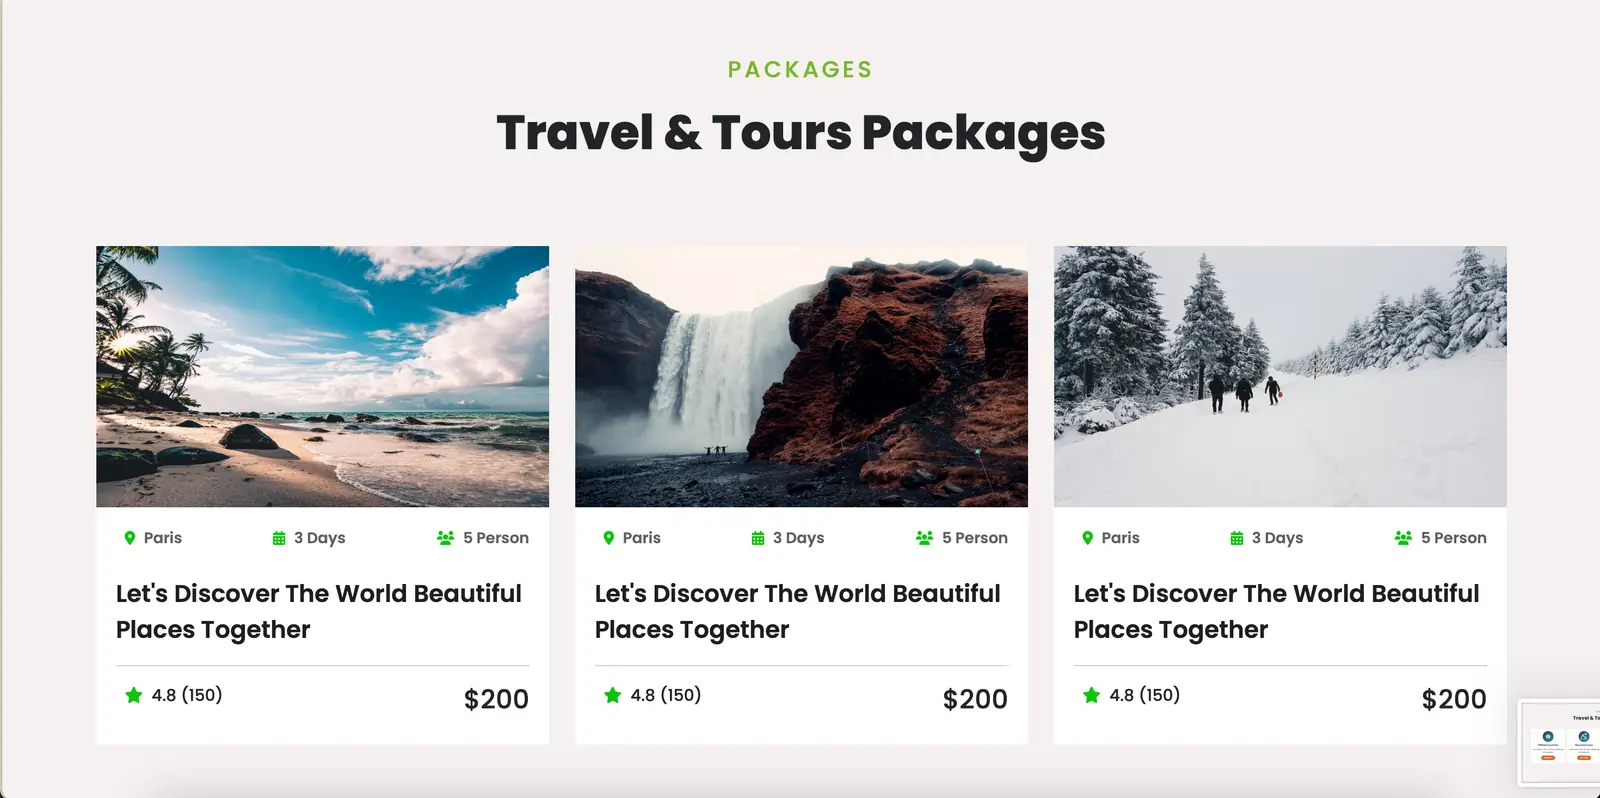 PACKAGES
Travel & Tours Packages
Paris
3 Days
5 Person
Let's Discover The World Beautiful
Places Together
4.8 (150)
$200
Paris
3 Days
5 Person
Let's Discover The World Beautiful
Places Together
4.8 (150)
$200
Paris
3 Days
5 Person
Let's Discover The World Beautiful
Places Together
4.8 (150)
$200
Travel & To